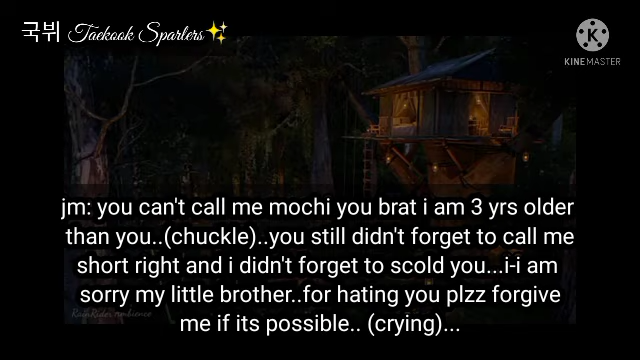 국뷔 Taekook Sparlers✨
K
KINEMASTER
jm: you can't call me mochi you brat i am 3 yrs older
than you..(chuckle)..you still didn't forget to call me
short right and i didn't forget to scold you...i-i am
sorry my little brother..for hating you plzz forgive
me if its possible.. (crying)...
RainRider Ambience